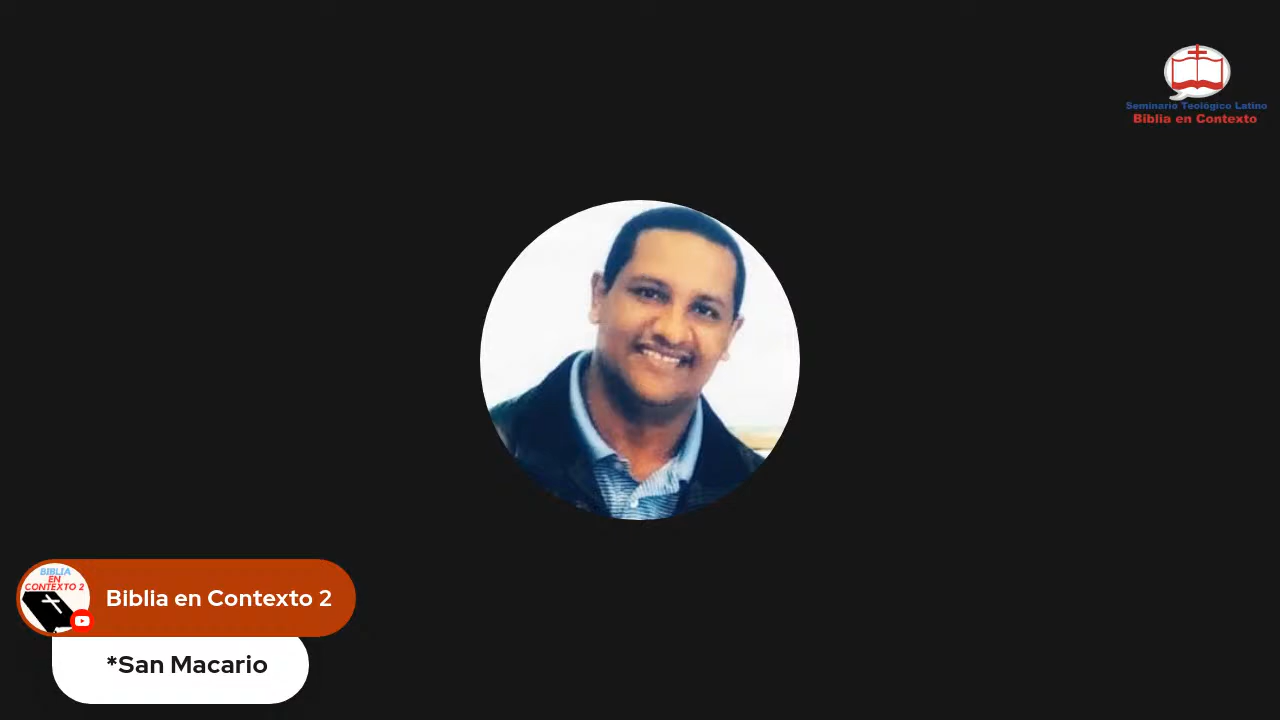 Seminario Teológico Latino
Biblia en Contexto
BIBLIA
EN
CONTEXTO 2
Biblia en Contexto 2
*San Macario